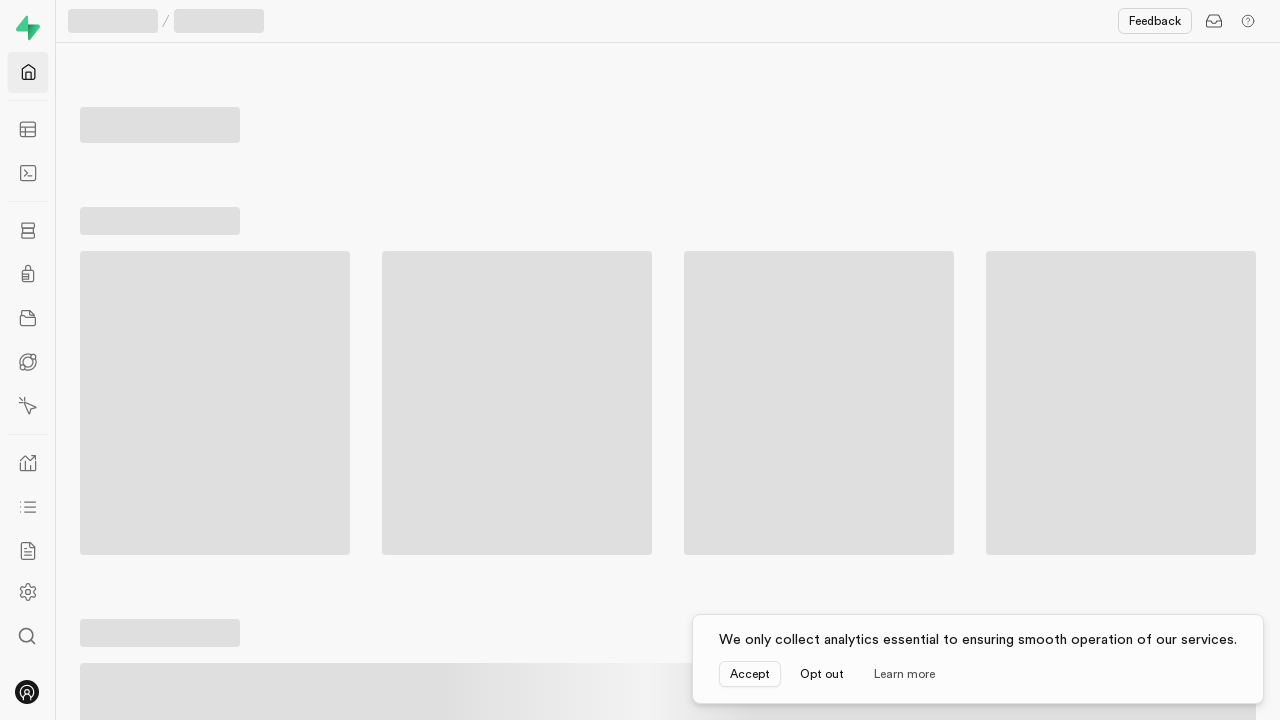 /
Feedback
We only collect analytics essential to ensuring smooth operation of our services.
Accept Opt out Learn more